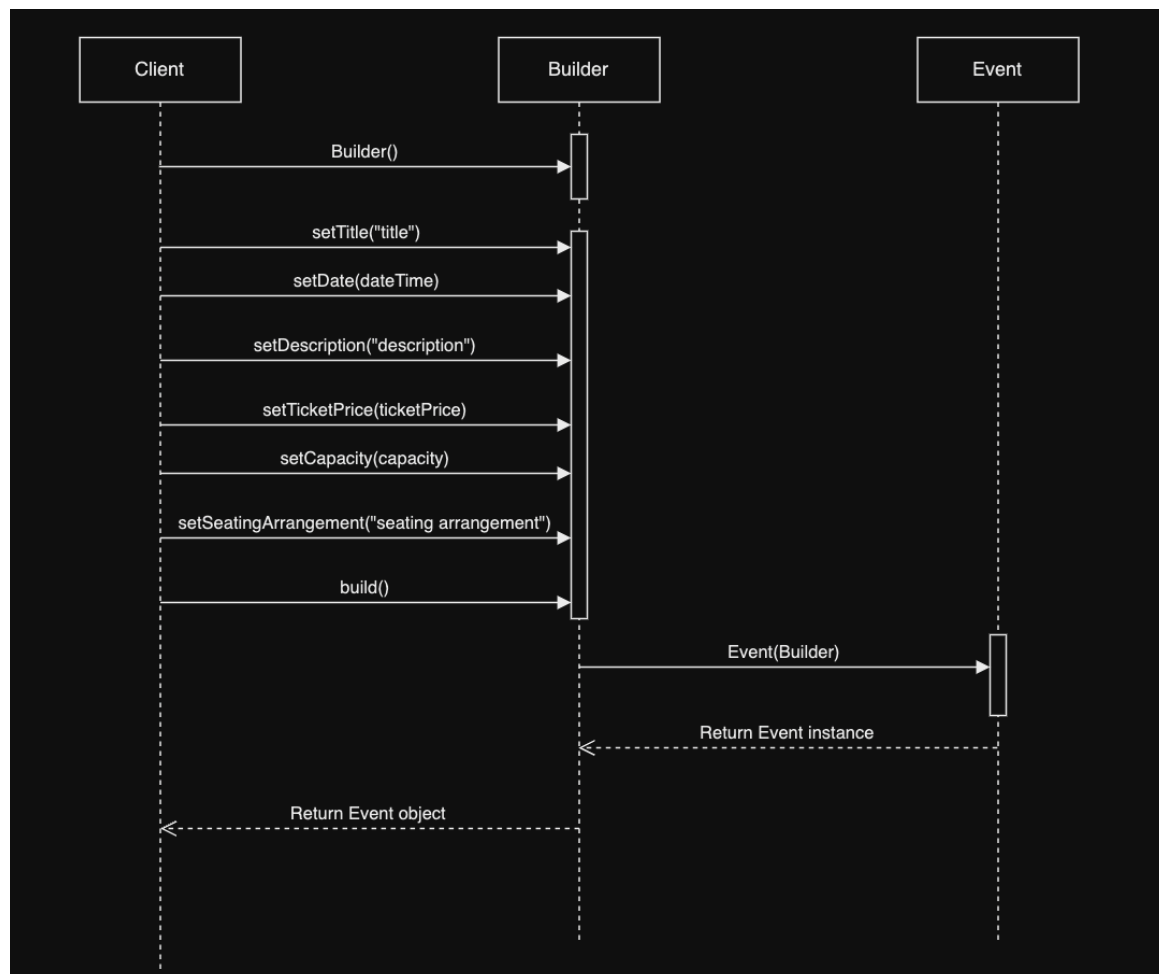 Client
Builder
Event
Builder()
setTitle("title")
setDate(dateTime)
setDescription("description")
setTicketPrice(ticketPrice)
setCapacity(capacity)
setSeatingArrangement("seating arrangement")
build()
Event(Builder)
Return Event instance
Return Event object